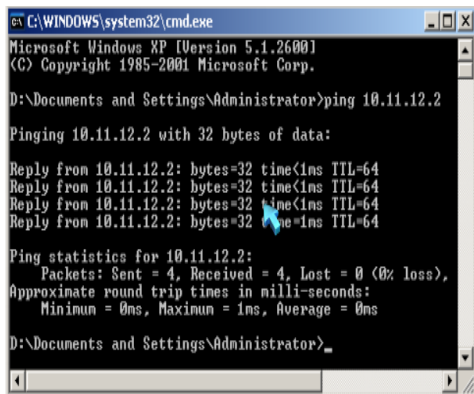 C:\WINDOWS\system32\cmd.exe
Microsoft Windows XP [Version 5.1.2600]
(C) Copyright 1985-2001 Microsoft Corp.
D:\Documents and Settings\Administrator>ping 10.11.12.2
Pinging 10.11.12.2 with 32 bytes of data:
Reply from 10.11.12.2: bytes=32 time<1ms TTL=64
Reply from 10.11.12.2: bytes=32 time<1ms TTL=64
Reply from 10.11.12.2: bytes=32 time<1ms TTL=64
Reply from 10.11.12.2: bytes=32 time=1ms TTL=64
Ping statistics for 10.11.12.2:
Packets: Sent = 4, Received = 4, Lost = 0 (0% loss),
Approximate round trip times in milli-seconds:
Minimum = 0ms, Maximum = 1ms, Average = 0ms
D:\Documents and Settings\Administrator>_